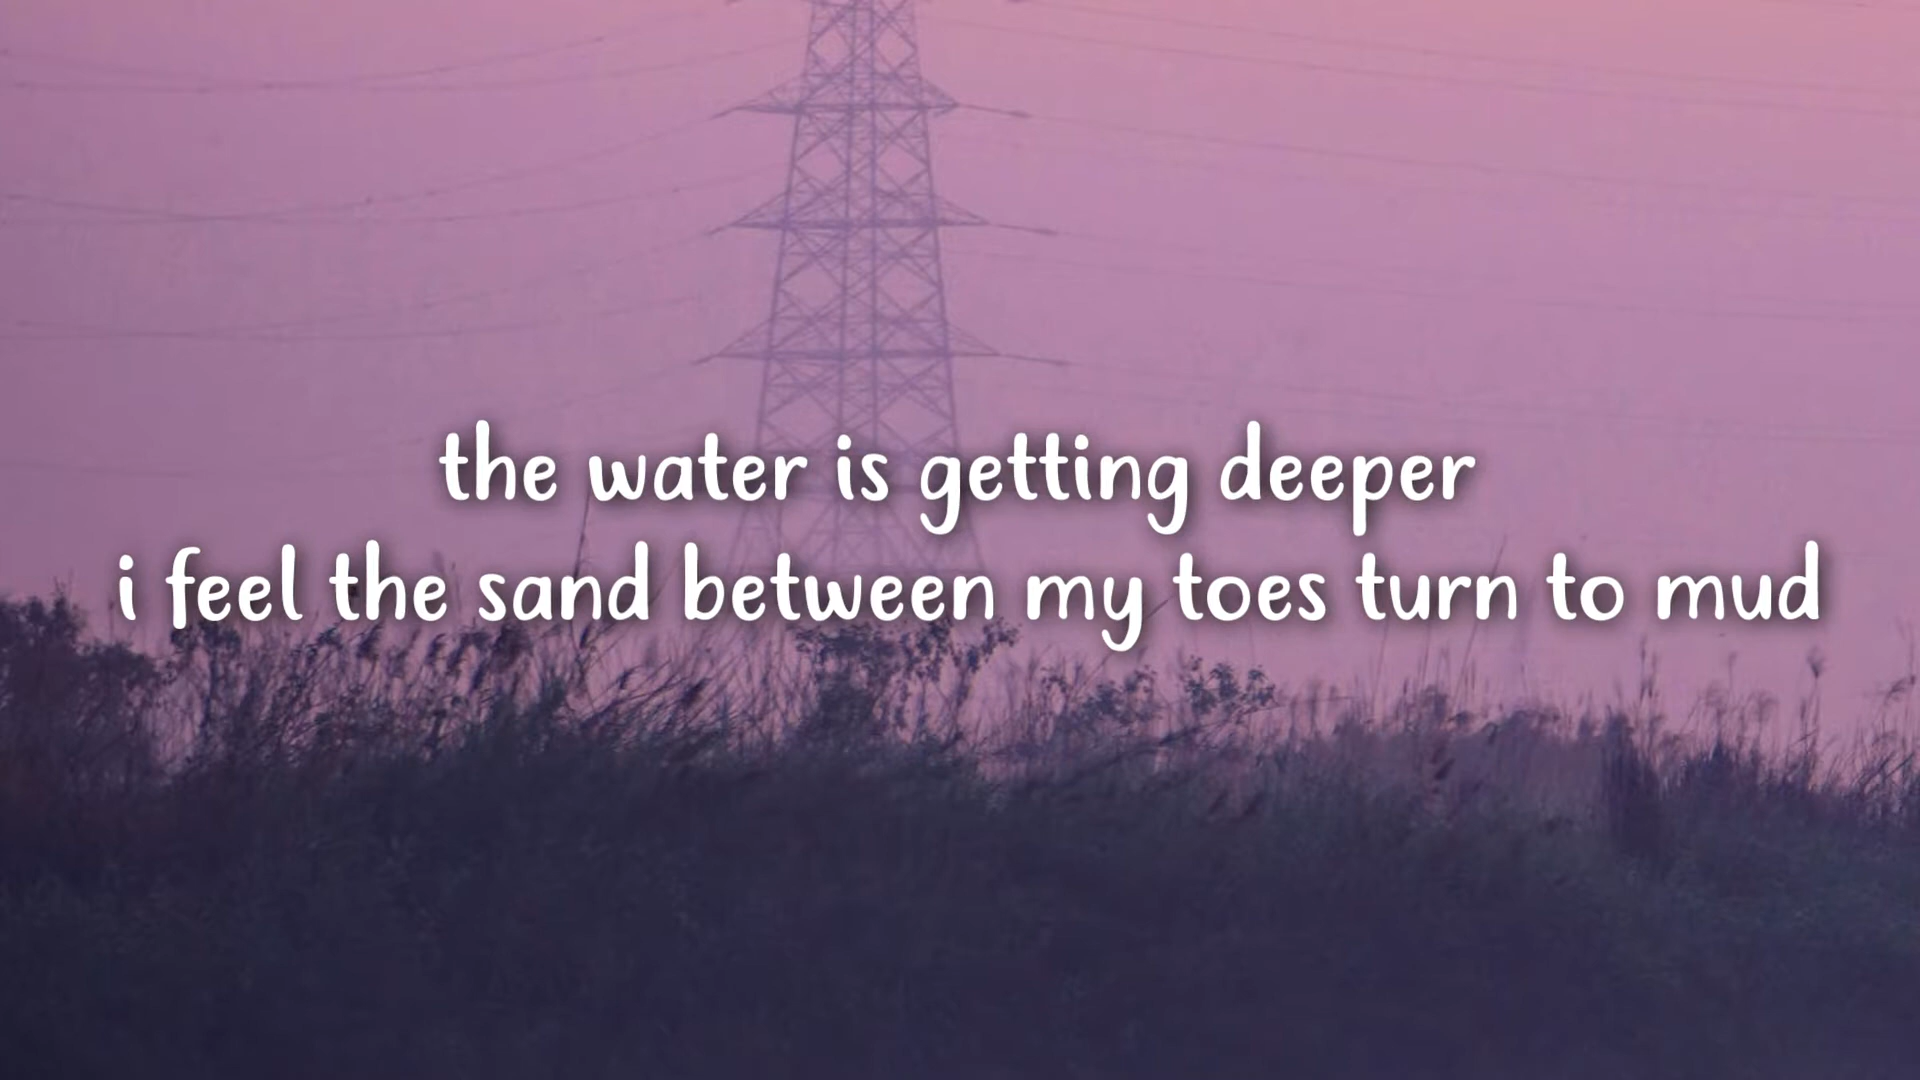 the water is getting deeper
i feel the sand between my toes turn to mud